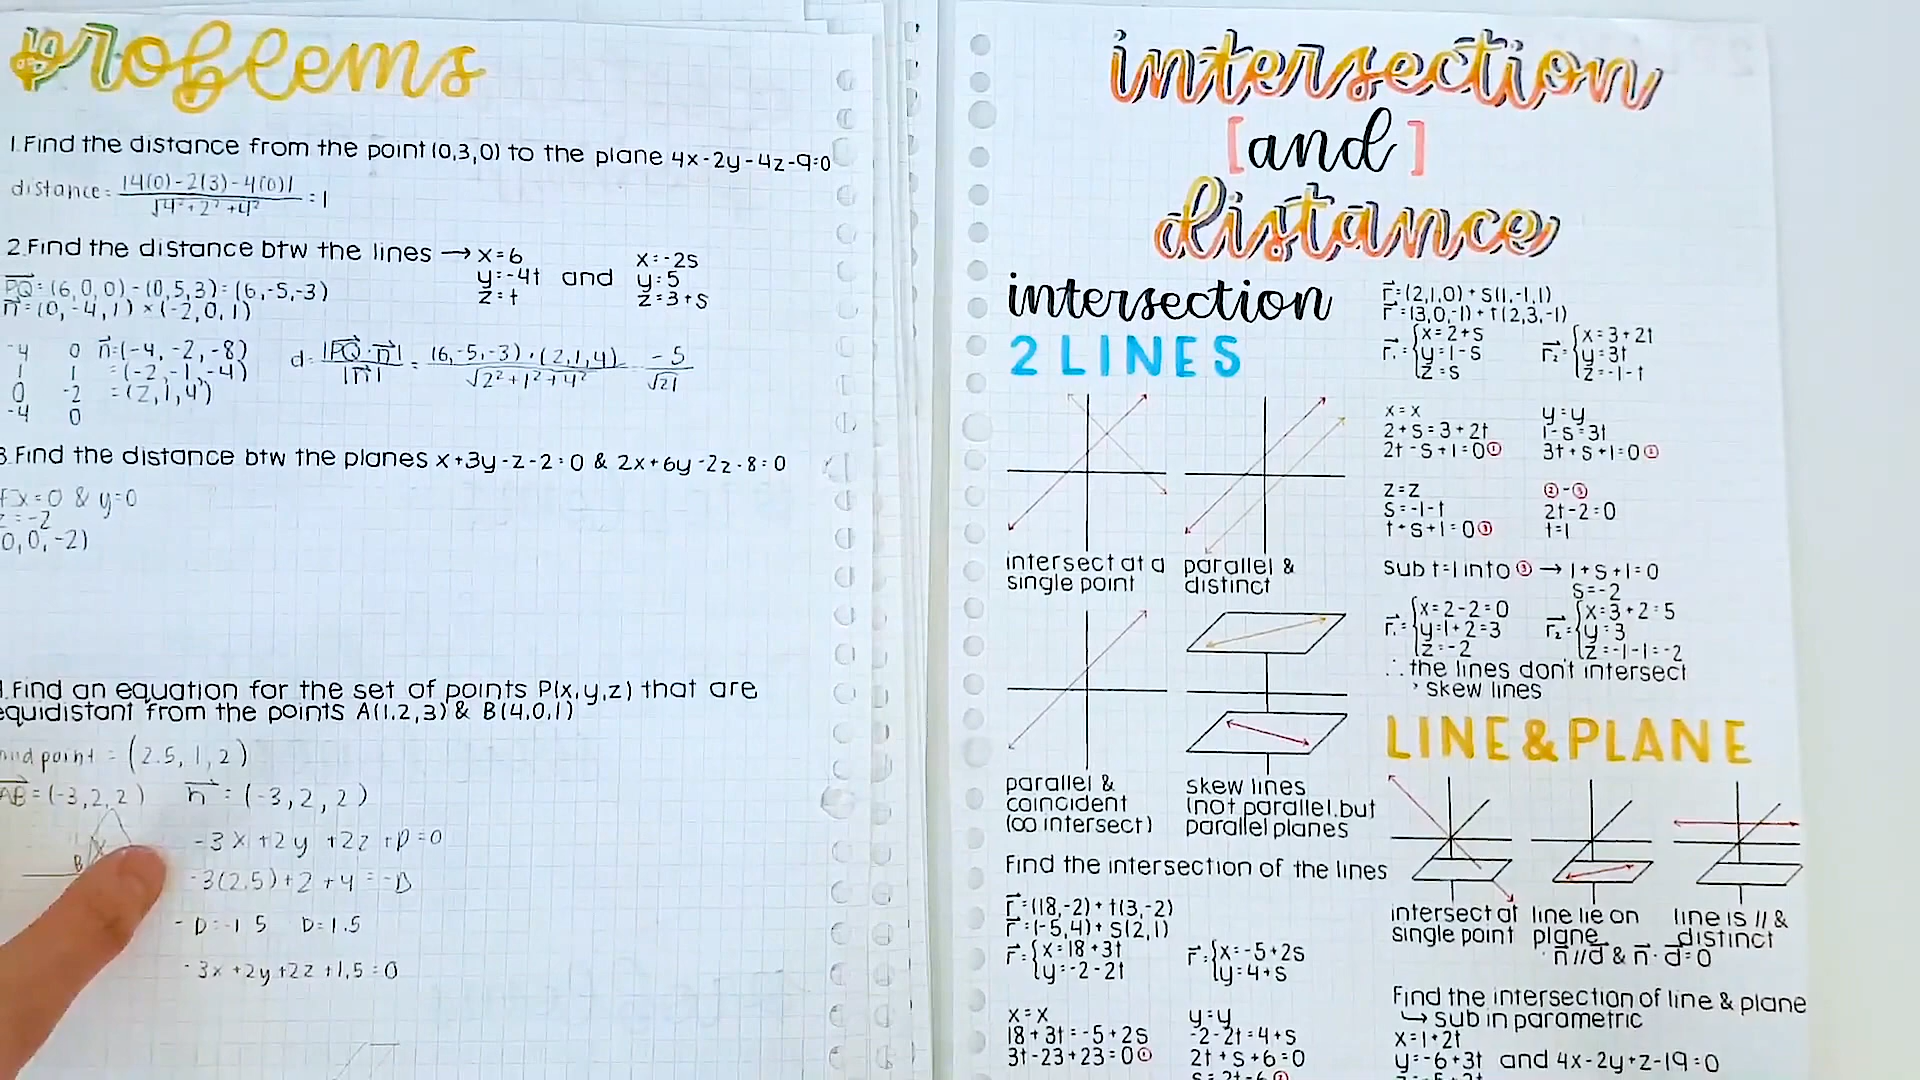 problems
1. Find the distance from the point (0,3,0) to the plane 4x-2y-4z-9=0
distance = |4(0)-2(3)-4(0)| / √4²+2²+4² = 1
2. Find the distance btw the lines → x=6
y=-4t and
z=t
x=-2s
y=5
z=3+s
PQ = (6,0,0) - (0,5,3) = (6,-5,-3)
n = (0,-4,1) × (-2,0,1)
-4 0 n=(-4,-2,-8)
1 1 =(-2,-1,-4)
0 -2 =(2,1,4)
-4 0
d = |PQ·n| / |n| = (6,-5,-3)·(2,1,4) / √2²+1²+4² -5 / √21
3. Find the distance btw the planes x+3y-z-2=0 & 2x+6y-2z-8=0
x=0 & y=0
z=-2
0,0,-2)
Find an equation for the set of points P(x,y,z) that are
equidistant from the points A(1,2,3) & B(4,0,1)
midpoint = (2.5, 1, 2)
AB = (-3,2,2) n = (-3,2,2)
B
-3x +2y +2z +D=0
-3(2.5)+2+4=-D
-D=-1.5 D=1.5
-3x+2y+2z+1.5=0
intersection
[and]
distance
intersection
2 LINES
intersect at a
single point
parallel &
distinct
parallel &
coincident
(∞ intersect)
skew lines
(not parallel, but
parallel planes
Find the intersection of the lines
r=(18,-2)+t(3,-2)
r=(-5,4)+s(2,1)
r={x=18+3t
y=-2-2t
r={x=-5+2s
y=4+s
x=x
18+3t=-5+2s
3t-23+23=0①
y=y
-2-2t=4+s
2t+s+6=0
r=(2,1,0)+s(1,-1,1)
r=(3,0,-1)+t(2,3,-1)
r₁={x=2+s
y=1-s
z=s
r₂={x=3+2t
y=3t
z=-1-t
x=x
2+s=3+2t
2t-s+1=0①
y=y
1-s=3t
3t+s+1=0②
z=z
s=-1-t
t+s+1=0③
②-③
2t-2=0
t=1
sub t=1 into ③ → 1+s+1=0
s=-2
r₁={x=2-2=0
y=1+2=3
z=-2
r₂={x=3+2=5
y=3
z=-1-1=-2
∴ the lines don't intersect
skew lines
LINE & PLANE
intersect at
single point
line lie on
plane
line is // &
distinct
n//d & n·d=0
Find the intersection of line & plane
↳ sub in parametric
x=1+2t
y=-6+3t and 4x-2y+z-19=0